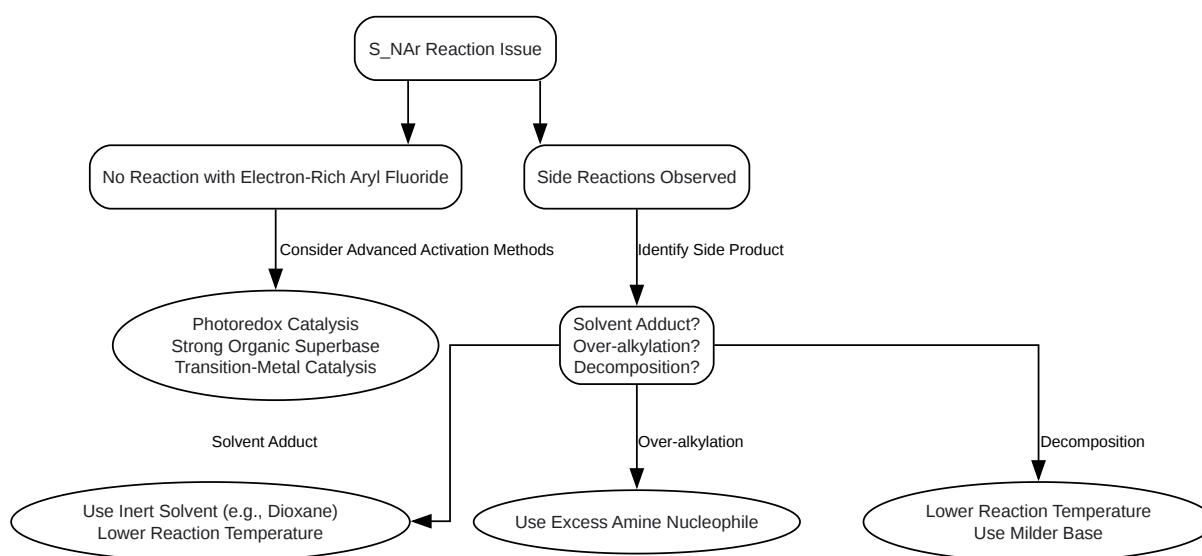 S_NAr Reaction Issue
No Reaction with Electron-Rich Aryl Fluoride
Side Reactions Observed
Consider Advanced Activation Methods
Identify Side Product
Photoredox Catalysis
Strong Organic Superbase
Transition-Metal Catalysis
Solvent Adduct?
Over-alkylation?
Decomposition?
Solvent Adduct
Over-alkylation
Decomposition
Use Inert Solvent (e.g., Dioxane)
Lower Reaction Temperature
Use Excess Amine Nucleophile
Lower Reaction Temperature
Use Milder Base